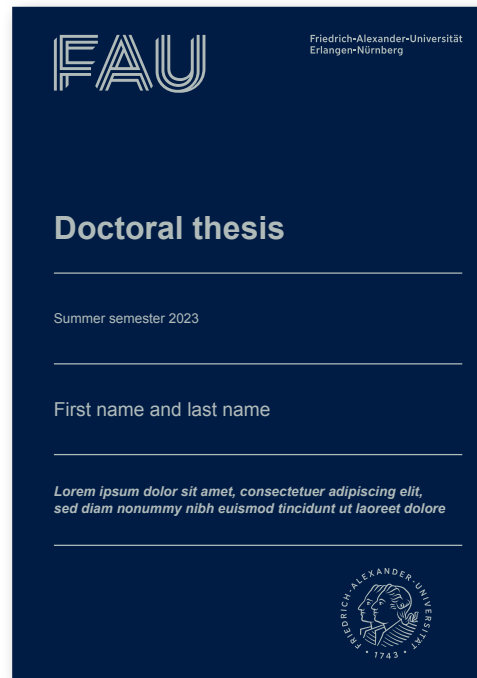 FAU
Friedrich-Alexander-Universität
Erlangen-Nürnberg
Doctoral thesis
Summer semester 2023
First name and last name
Lorem ipsum dolor sit amet, consectetuer adipiscing elit,
sed diam nonummy nibh euismod tincidunt ut laoreet dolore
FRIEDRICH-ALEXANDER-UNIVERSITÄT • 1743 •